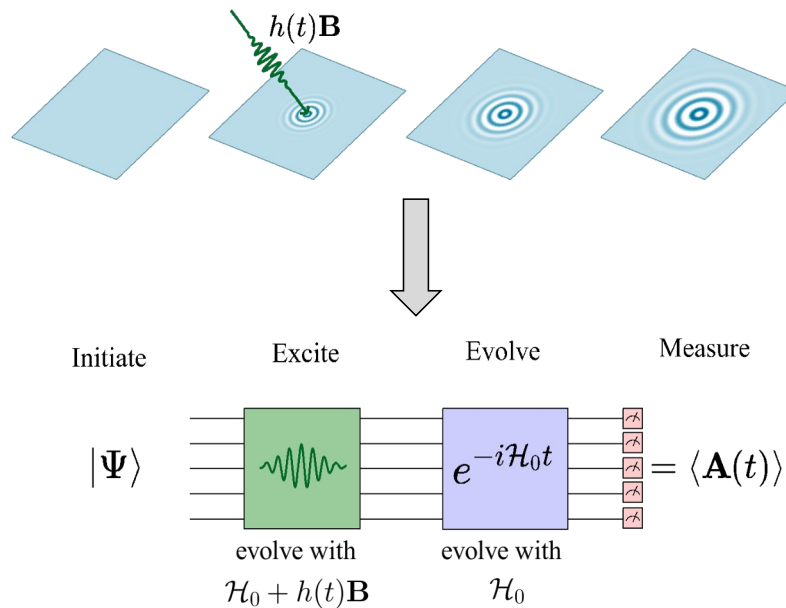 h(t)B
Initiate Excite Evolve Measure
|Ψ⟩ e^{-iℋ₀t} = ⟨A(t)⟩
evolve with evolve with
ℋ₀ + h(t)B ℋ₀